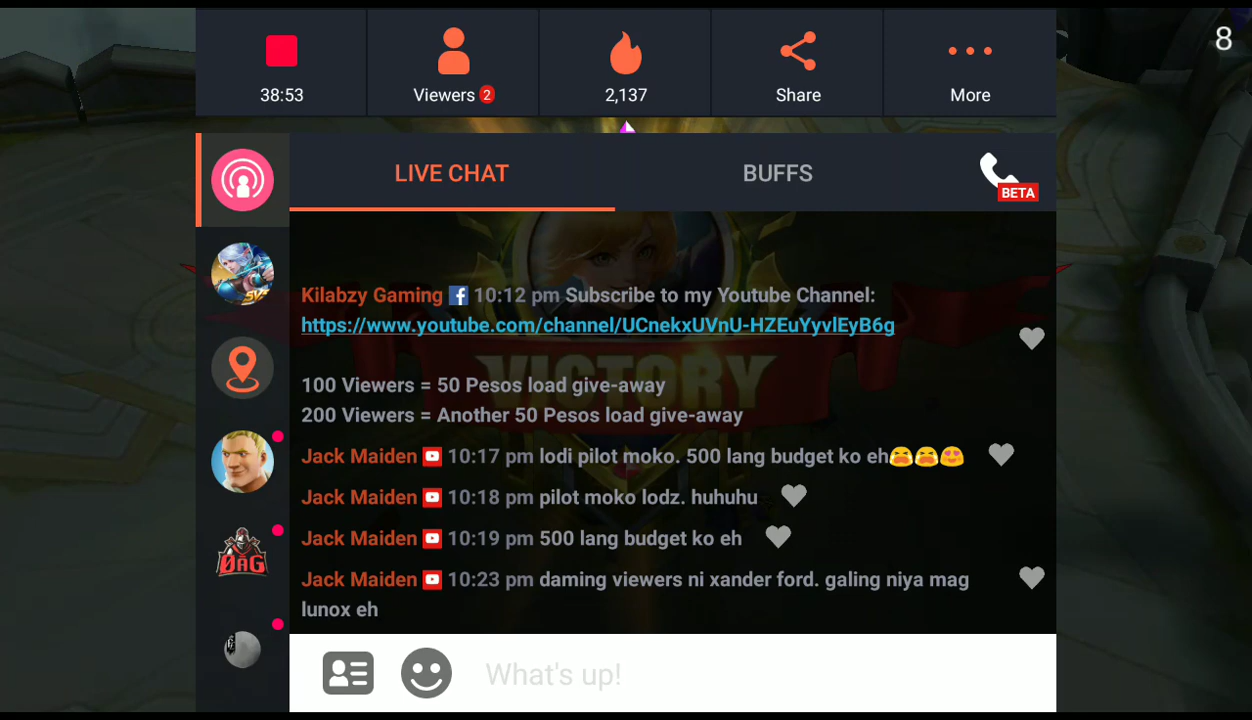 8
38:53
Viewers 2
2,137
Share
More
LIVE CHAT
BUFFS
BETA
Kilabzy Gaming 10:12 pm Subscribe to my Youtube Channel:
https://www.youtube.com/channel/UCnekxUVnU-HZEuYyvlEyB6g
VICTORY
100 Viewers = 50 Pesos load give-away
200 Viewers = Another 50 Pesos load give-away
Jack Maiden 10:17 pm lodi pilot moko. 500 lang budget ko eh😫😫😍
Jack Maiden 10:18 pm pilot moko lodz. huhuhu
Jack Maiden 10:19 pm 500 lang budget ko eh
Jack Maiden 10:23 pm daming viewers ni xander ford. galing niya mag
lunox eh
0AG
What's up!